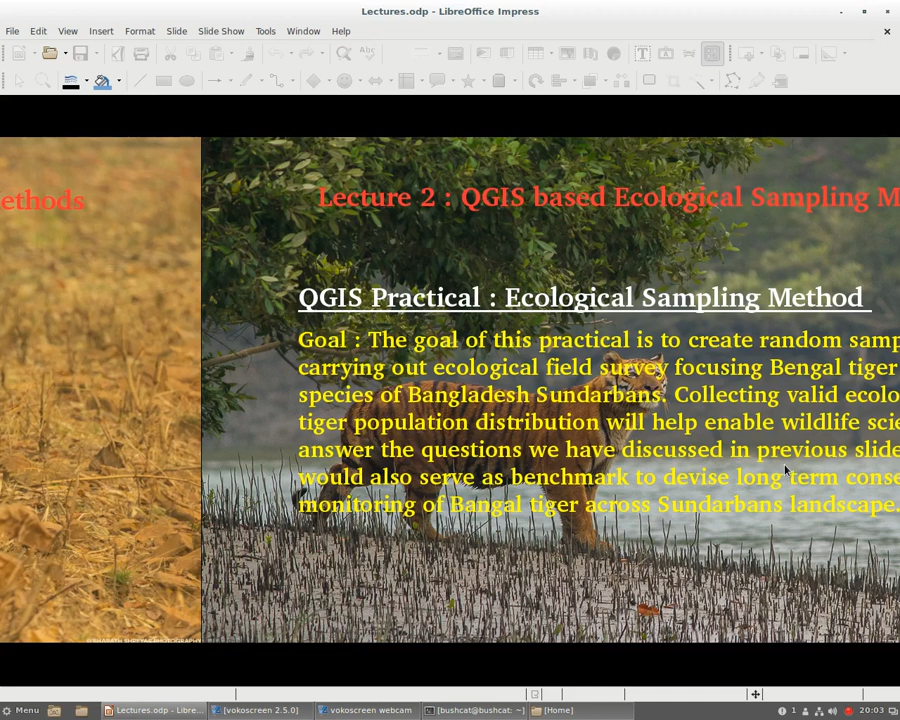 Lectures.odp - LibreOffice Impress
File Edit View Insert Format Slide Slide Show Tools Window Help
ethods
Lecture 2 : QGIS based Ecological Sampling M
QGIS Practical : Ecological Sampling Method
Goal : The goal of this practical is to create random samp
carrying out ecological field survey focusing Bengal tiger
species of Bangladesh Sundarbans. Collecting valid ecolo
tiger population distribution will help enable wildlife scie
answer the questions we have discussed in previous slide
would also serve as benchmark to devise long term conse
monitoring of Bangal tiger across Sundarbans landscape.
Menu Lectures.odp - Libre... [vokoscreen 2.5.0] vokoscreen webcam [bushcat@bushcat: ~] [Home] 1 20:03